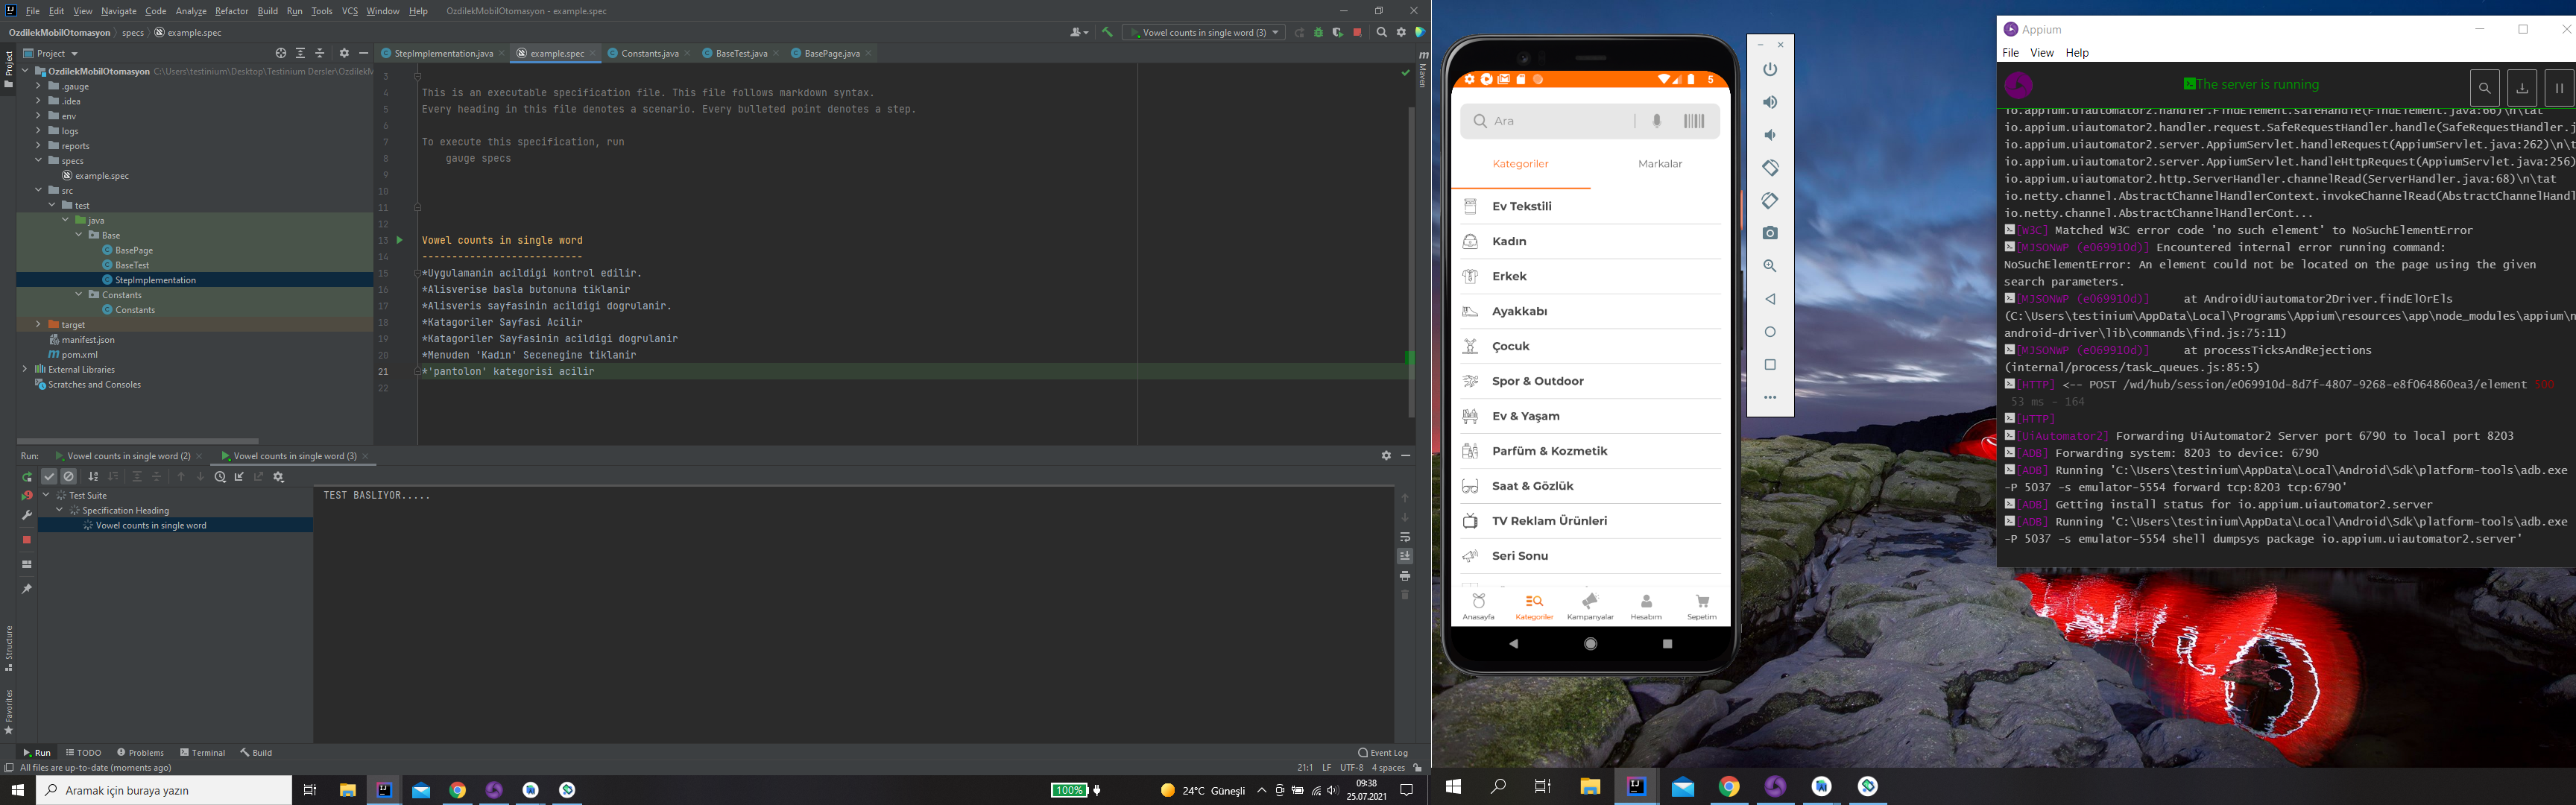 File Edit View Navigate Code Analyze Refactor Build Run Tools VCS Window Help OzdilekMobilOtomasyon - example.spec
OzdilekMobilOtomasyon specs example.spec
Vowel counts in single word (3)
Project
StepImplementation.java example.spec Constants.java BaseTest.java BasePage.java
Project
Maven
OzdilekMobilOtomasyon C:\Users\testinium\Desktop\Testinium Dersler\OzdilekM
.gauge
.idea
env
logs
reports
specs
example.spec
src
test
java
Base
BasePage
BaseTest
StepImplementation
Constants
Constants
target
manifest.json
pom.xml
External Libraries
Scratches and Consoles
3
4 This is an executable specification file. This file follows markdown syntax.
5 Every heading in this file denotes a scenario. Every bulleted point denotes a step.
6
7 To execute this specification, run
8 gauge specs
9
10
11
12
13 Vowel counts in single word
14 ---------------------------
15 *Uygulamanin acildigi kontrol edilir.
16 *Alisverise basla butonuna tiklanir
17 *Alisveris sayfasinin acildigi dogrulanir.
18 *Katagoriler Sayfasi Acilir
19 *Katagoriler Sayfasinin acildigi dogrulanir
20 *Menuden 'Kadın' Secenegine tiklanir
21 *'pantolon' kategorisi acilir
22
Run: Vowel counts in single word (2) Vowel counts in single word (3)
Test Suite
Specification Heading
Vowel counts in single word
TEST BASLIYOR.....
Structure
Favorites
Run TODO Problems Terminal Build Event Log
All files are up-to-date (moments ago) 21:1 LF UTF-8 4 spaces
Aramak için buraya yazın
100%
24°C Güneşli
09:38
25.07.2021
5
Ara
Kategoriler Markalar
Ev Tekstili
Kadın
Erkek
Ayakkabı
Çocuk
Spor & Outdoor
Ev & Yaşam
Parfüm & Kozmetik
Saat & Gözlük
TV Reklam Ürünleri
Seri Sonu
Anasayfa Kategoriler Kampanyalar Hesabım Sepetim
Appium
File View Help
The server is running
io.appium.uiautomator2.handler.FindElement.safeHandle(FindElement.java:66)\n\tat
io.appium.uiautomator2.handler.request.SafeRequestHandler.handle(SafeRequestHandler.j
io.appium.uiautomator2.server.AppiumServlet.handleRequest(AppiumServlet.java:262)\n\t
io.appium.uiautomator2.server.AppiumServlet.handleHttpRequest(AppiumServlet.java:256)
io.appium.uiautomator2.http.ServerHandler.channelRead(ServerHandler.java:68)\n\tat
io.netty.channel.AbstractChannelHandlerContext.invokeChannelRead(AbstractChannelHandl
io.netty.channel.AbstractChannelHandlerCont...
[W3C] Matched W3C error code 'no such element' to NoSuchElementError
[MJSONWP (e069910d)] Encountered internal error running command:
NoSuchElementError: An element could not be located on the page using the given
search parameters.
[MJSONWP (e069910d)] at AndroidUiautomator2Driver.findElOrEls
(C:\Users\testinium\AppData\Local\Programs\Appium\resources\app\node_modules\appium\n
android-driver\lib\commands\find.js:75:11)
[MJSONWP (e069910d)] at processTicksAndRejections
(internal/process/task_queues.js:85:5)
[HTTP] <-- POST /wd/hub/session/e069910d-8d7f-4807-9268-e8f064860ea3/element 500
53 ms - 164
[HTTP]
[UiAutomator2] Forwarding UiAutomator2 Server port 6790 to local port 8203
[ADB] Forwarding system: 8203 to device: 6790
[ADB] Running 'C:\Users\testinium\AppData\Local\Android\Sdk\platform-tools\adb.exe
-P 5037 -s emulator-5554 forward tcp:8203 tcp:6790'
[ADB] Getting install status for io.appium.uiautomator2.server
[ADB] Running 'C:\Users\testinium\AppData\Local\Android\Sdk\platform-tools\adb.exe
-P 5037 -s emulator-5554 shell dumpsys package io.appium.uiautomator2.server'